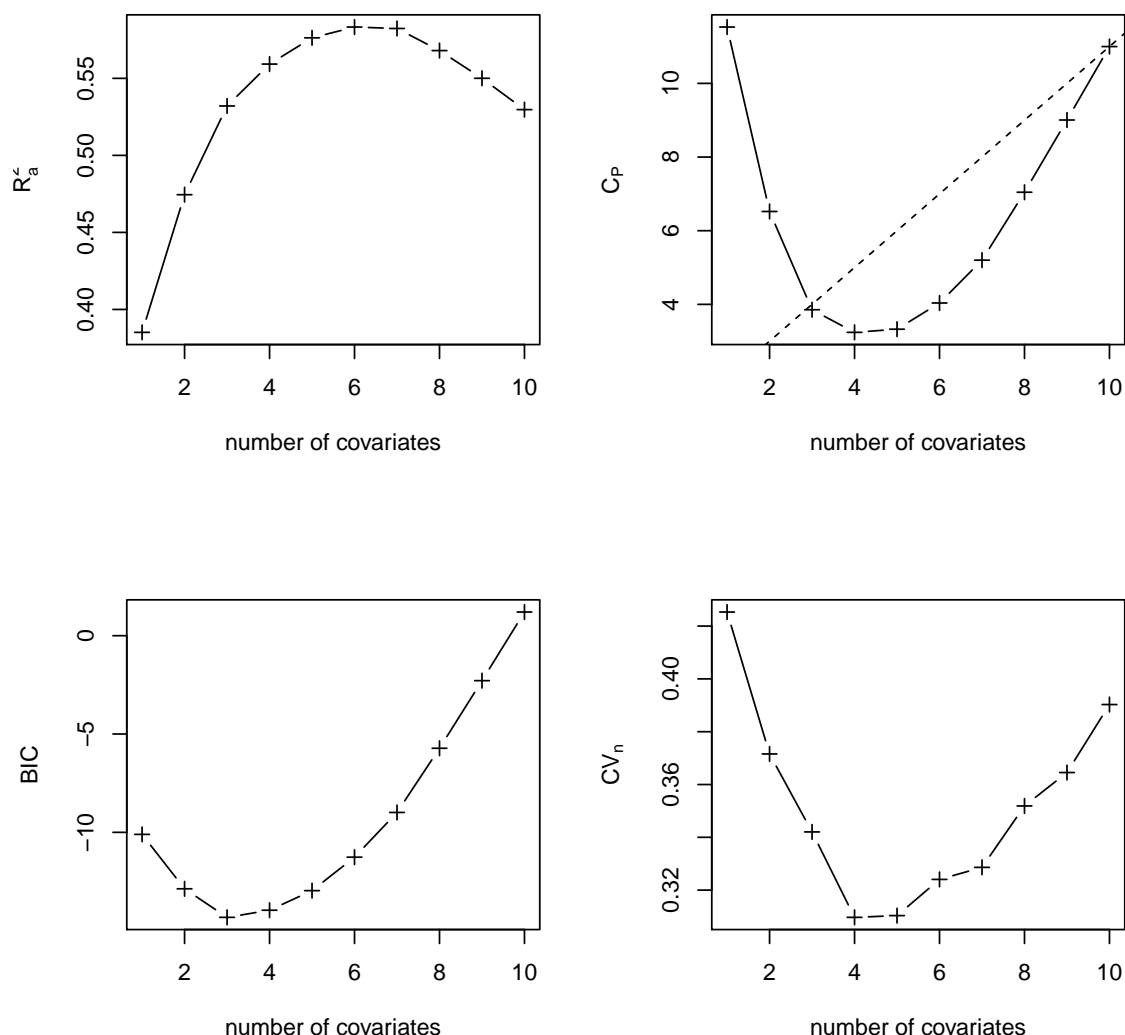 R²ₐ
0.40 0.45 0.50 0.55
2 4 6 8 10
number of covariates
C_P
4 6 8 10
2 4 6 8 10
number of covariates
BIC
−10 −5 0
2 4 6 8 10
number of covariates
CVₙ
0.32 0.36 0.40
2 4 6 8 10
number of covariates